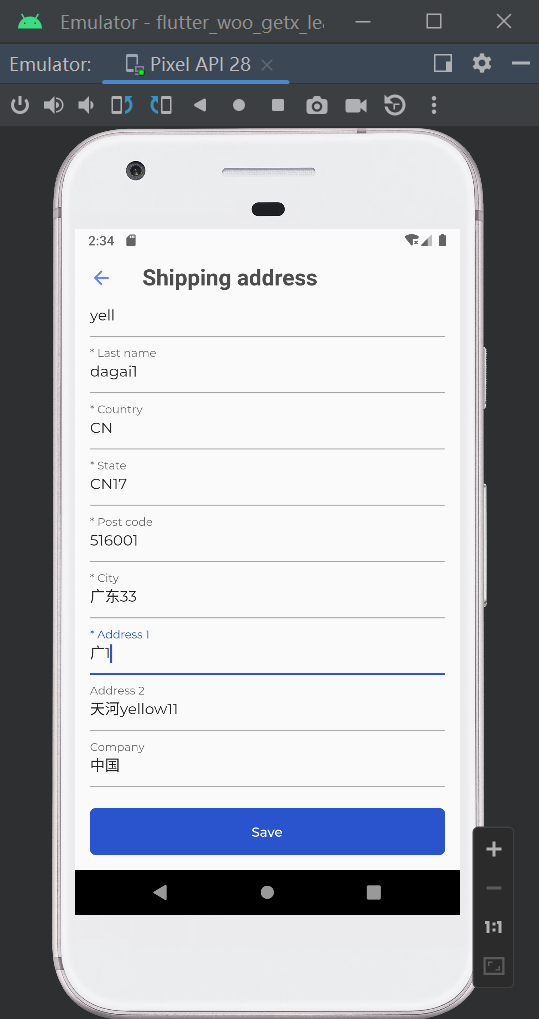 Emulator - flutter_woo_getx_lea
Emulator: Pixel API 28
2:34
Shipping address
yell
* Last name
dagai1
* Country
CN
* State
CN17
* Post code
516001
* City
广东33
* Address 1
广1
Address 2
天河yellow11
Company
中国
Save
1:1